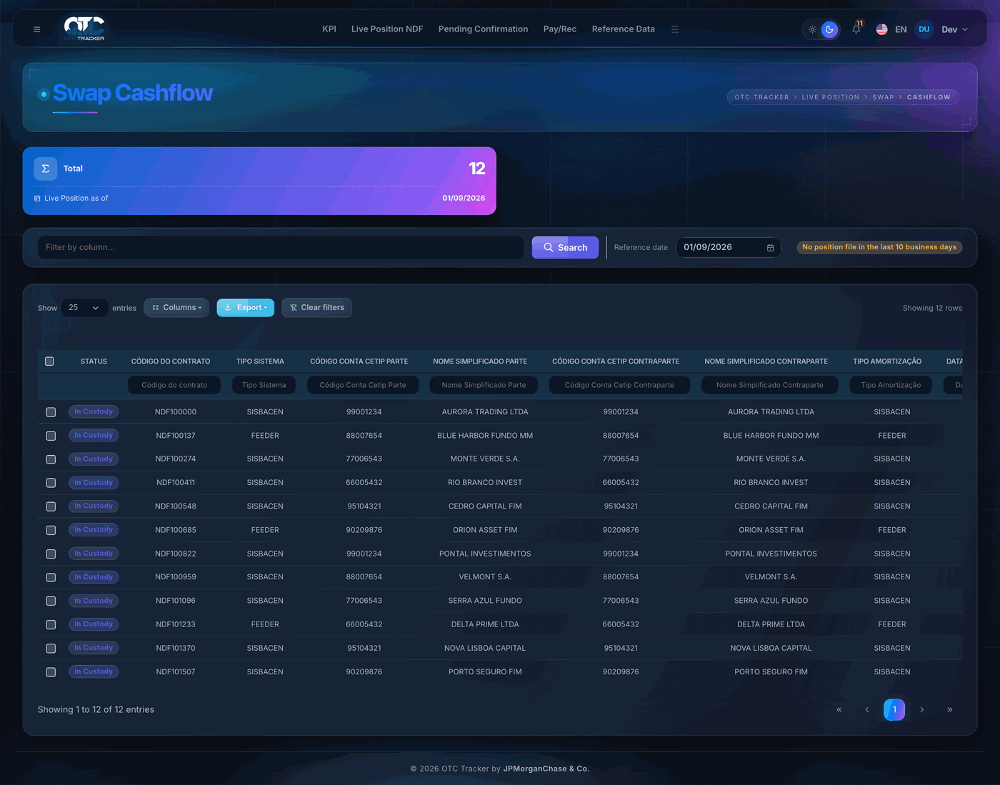 OTC TRACKER
KPI Live Position NDF Pending Confirmation Pay/Rec Reference Data
11 EN DU Dev
Swap Cashflow
OTC TRACKER > LIVE POSITION > SWAP > CASHFLOW
Σ Total 12
Live Position as of 01/09/2026
Filter by column... Search Reference date 01/09/2026 No position file in the last 10 business days
Show 25 entries Columns Export Clear filters Showing 12 rows
STATUS CÓDIGO DO CONTRATO TIPO SISTEMA CÓDIGO CONTA CETIP PARTE NOME SIMPLIFICADO PARTE CÓDIGO CONTA CETIP CONTRAPARTE NOME SIMPLIFICADO CONTRAPARTE TIPO AMORTIZAÇÃO DATA
Código do contrato Tipo Sistema Código Conta Cetip Parte Nome Simplificado Parte Código Conta Cetip Contraparte Nome Simplificado Contraparte Tipo Amortização Da
In Custody NDF100000 SISBACEN 99001234 AURORA TRADING LTDA 99001234 AURORA TRADING LTDA SISBACEN
In Custody NDF100137 FEEDER 88007654 BLUE HARBOR FUNDO MM 88007654 BLUE HARBOR FUNDO MM FEEDER
In Custody NDF100274 SISBACEN 77006543 MONTE VERDE S.A. 77006543 MONTE VERDE S.A. SISBACEN
In Custody NDF100411 SISBACEN 66005432 RIO BRANCO INVEST 66005432 RIO BRANCO INVEST SISBACEN
In Custody NDF100548 SISBACEN 95104321 CEDRO CAPITAL FIM 95104321 CEDRO CAPITAL FIM SISBACEN
In Custody NDF100685 FEEDER 90209876 ORION ASSET FIM 90209876 ORION ASSET FIM FEEDER
In Custody NDF100822 SISBACEN 99001234 PONTAL INVESTIMENTOS 99001234 PONTAL INVESTIMENTOS SISBACEN
In Custody NDF100959 SISBACEN 88007654 VELMONT S.A. 88007654 VELMONT S.A. SISBACEN
In Custody NDF101096 SISBACEN 77006543 SERRA AZUL FUNDO 77006543 SERRA AZUL FUNDO SISBACEN
In Custody NDF101233 FEEDER 66005432 DELTA PRIME LTDA 66005432 DELTA PRIME LTDA FEEDER
In Custody NDF101370 SISBACEN 95104321 NOVA LISBOA CAPITAL 95104321 NOVA LISBOA CAPITAL SISBACEN
In Custody NDF101507 SISBACEN 90209876 PORTO SEGURO FIM 90209876 PORTO SEGURO FIM SISBACEN
Showing 1 to 12 of 12 entries « ‹ 1 › »
© 2026 OTC Tracker by JPMorganChase & Co.